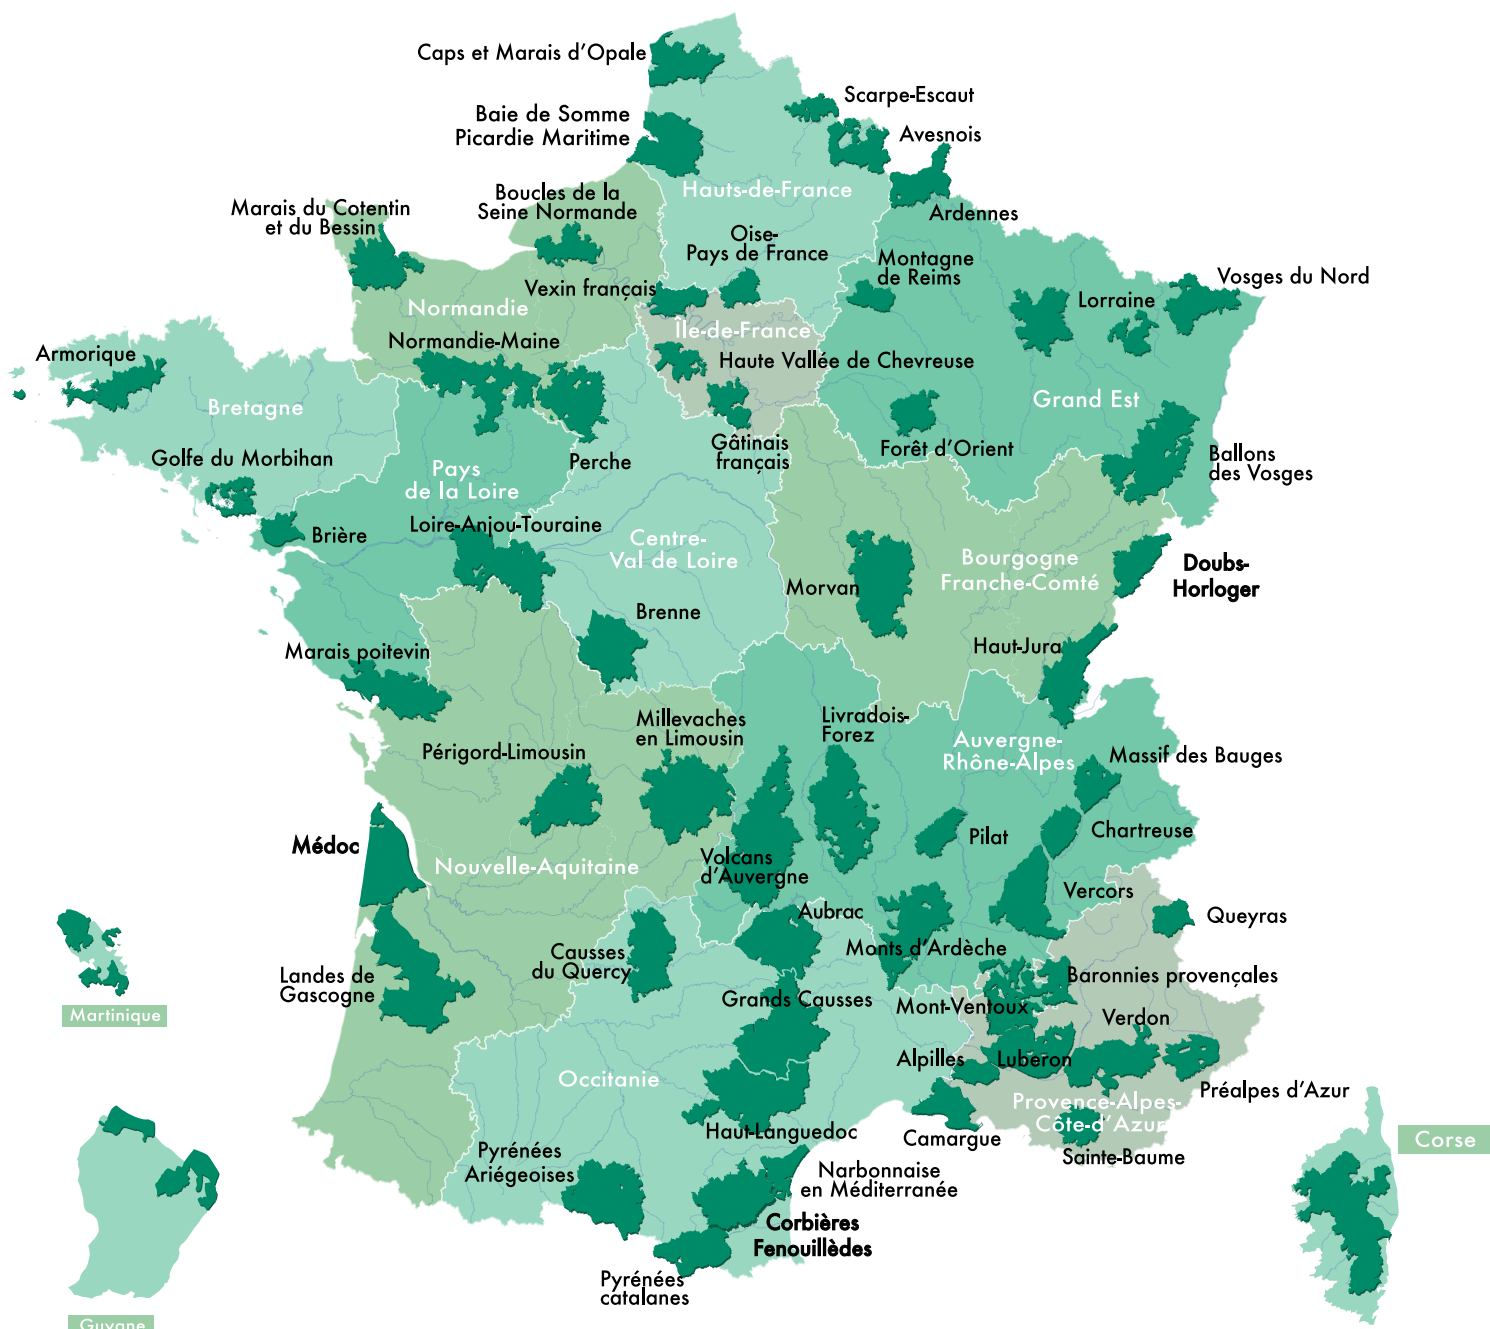 Caps et Marais d'Opale
Scarpe-Escaut
Baie de Somme
Picardie Maritime
Avesnois
Hauts-de-France
Boucles de la
Seine Normande
Marais du Cotentin
et du Bessin
Ardennes
Oise-
Pays de France
Montagne
de Reims
Vosges du Nord
Vexin français
Lorraine
Normandie
Île-de-France
Normandie-Maine
Armorique
Haute Vallée de Chevreuse
Bretagne
Grand Est
Golfe du Morbihan
Gâtinais
français
Forêt d'Orient
Perche
Ballons
des Vosges
Pays
de la Loire
Loire-Anjou-Touraine
Brière
Centre-
Val de Loire
Bourgogne
Franche-Comté
Doubs-
Horloger
Morvan
Brenne
Marais poitevin
Haut-Jura
Millevaches
en Limousin
Livradois-
Forez
Périgord-Limousin
Auvergne-
Rhône-Alpes
Massif des Bauges
Médoc
Pilat
Chartreuse
Nouvelle-Aquitaine
Volcans
d'Auvergne
Vercors
Aubrac
Queyras
Causses
du Quercy
Monts d'Ardèche
Landes de
Gascogne
Baronnies provençales
Grands Causses
Mont-Ventoux
Martinique
Verdon
Alpilles
Luberon
Occitanie
Préalpes d'Azur
Provence-Alpes-
Côte-d'Azur
Haut-Languedoc
Camargue
Sainte-Baume
Corse
Pyrénées
Ariégeoises
Narbonnaise
en Méditerranée
Corbières
Fenouillèdes
Pyrénées
catalanes
Guyane